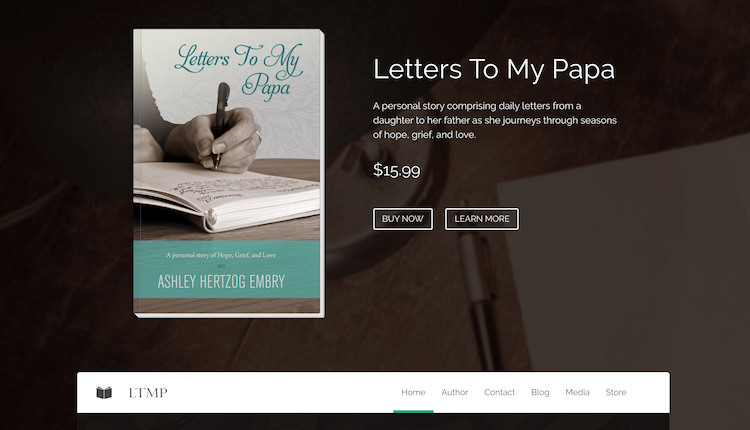 Letters To My
Papa
A personal story of Hope, Grief, and Love
ASHLEY HERTZOG EMBRY
Letters To My Papa
A personal story comprising daily letters from a
daughter to her father as she journeys through seasons
of hope, grief, and love.
$15.99
BUY NOW LEARN MORE
LTMP Home Author Contact Blog Media Store